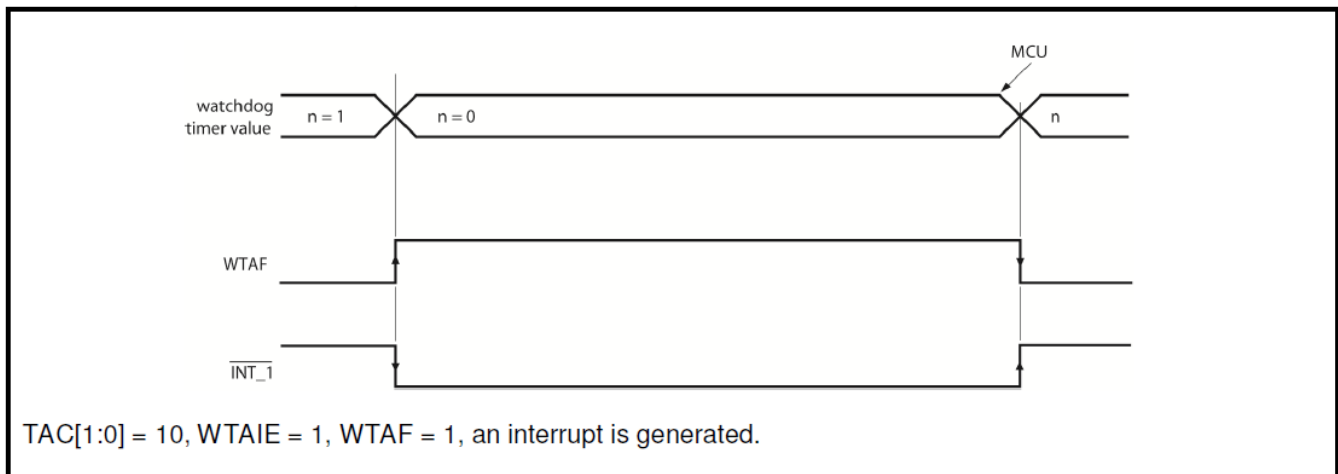 MCU
watchdog
timer value
n = 1
n = 0
n
WTAF
INT_1
TAC[1:0] = 10, WTAIE = 1, WTAF = 1, an interrupt is generated.